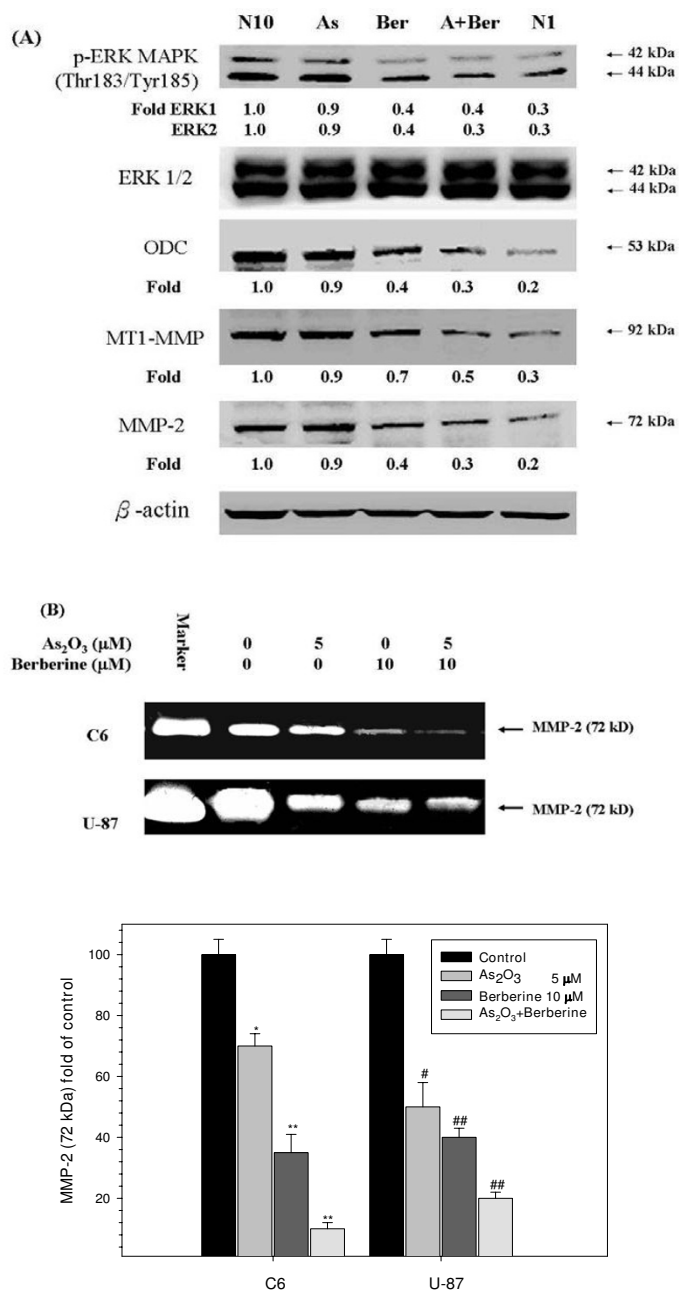 (A)
N10 As Ber A+Ber N1
p-ERK MAPK
(Thr183/Tyr185)
← 42 kDa
← 44 kDa
Fold ERK1 1.0 0.9 0.4 0.4 0.3
ERK2 1.0 0.9 0.4 0.3 0.3
ERK 1/2
← 42 kDa
← 44 kDa
ODC ← 53 kDa
Fold 1.0 0.9 0.4 0.3 0.2
MT1-MMP ← 92 kDa
Fold 1.0 0.9 0.7 0.5 0.3
MMP-2 ← 72 kDa
Fold 1.0 0.9 0.4 0.3 0.2
β-actin
(B)
Marker
As₂O₃ (μM) 0 5 0 5
Berberine (μM) 0 0 10 10
C6 ← MMP-2 (72 kD)
U-87 ← MMP-2 (72 kD)
MMP-2 (72 kDa) fold of control
100
80
60
40
20
* ** **
# ## ##
Control
As₂O₃ 5 μM
Berberine 10 μM
As₂O₃+Berberine
C6 U-87